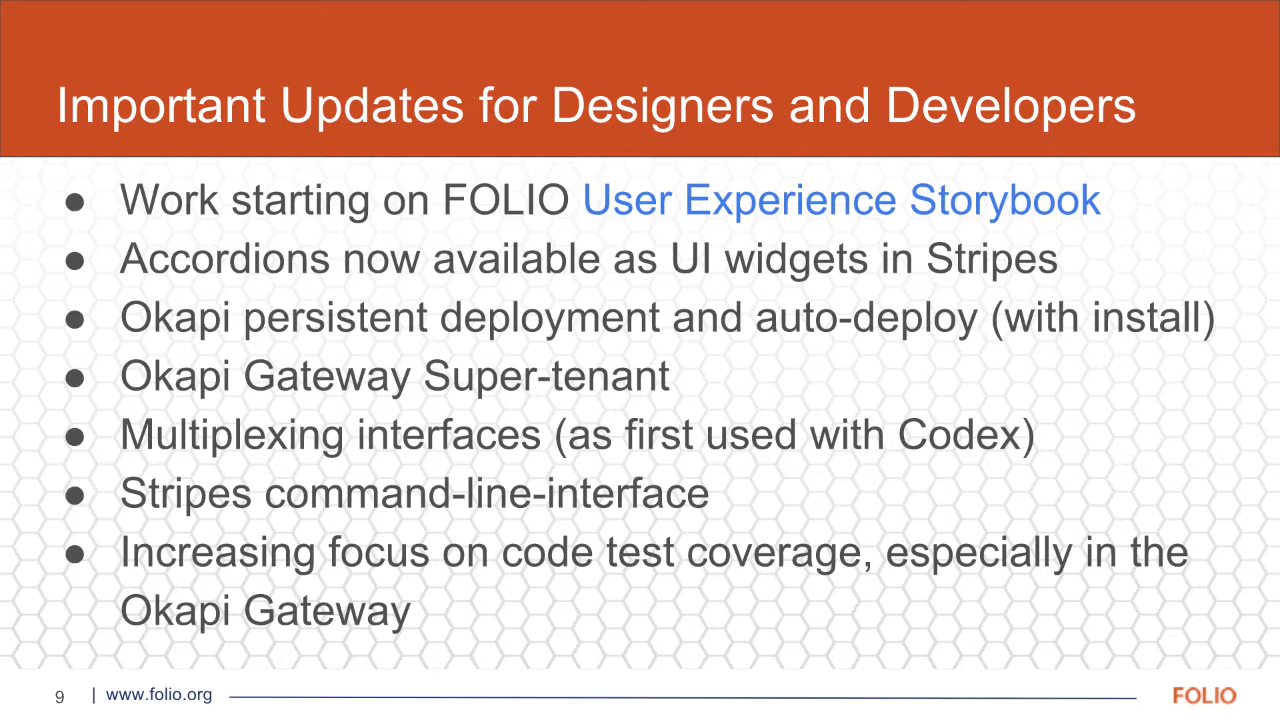 Important Updates for Designers and Developers
● Work starting on FOLIO User Experience Storybook
● Accordions now available as UI widgets in Stripes
● Okapi persistent deployment and auto-deploy (with install)
● Okapi Gateway Super-tenant
● Multiplexing interfaces (as first used with Codex)
● Stripes command-line-interface
● Increasing focus on code test coverage, especially in the
Okapi Gateway
9 | www.folio.org FOLIO